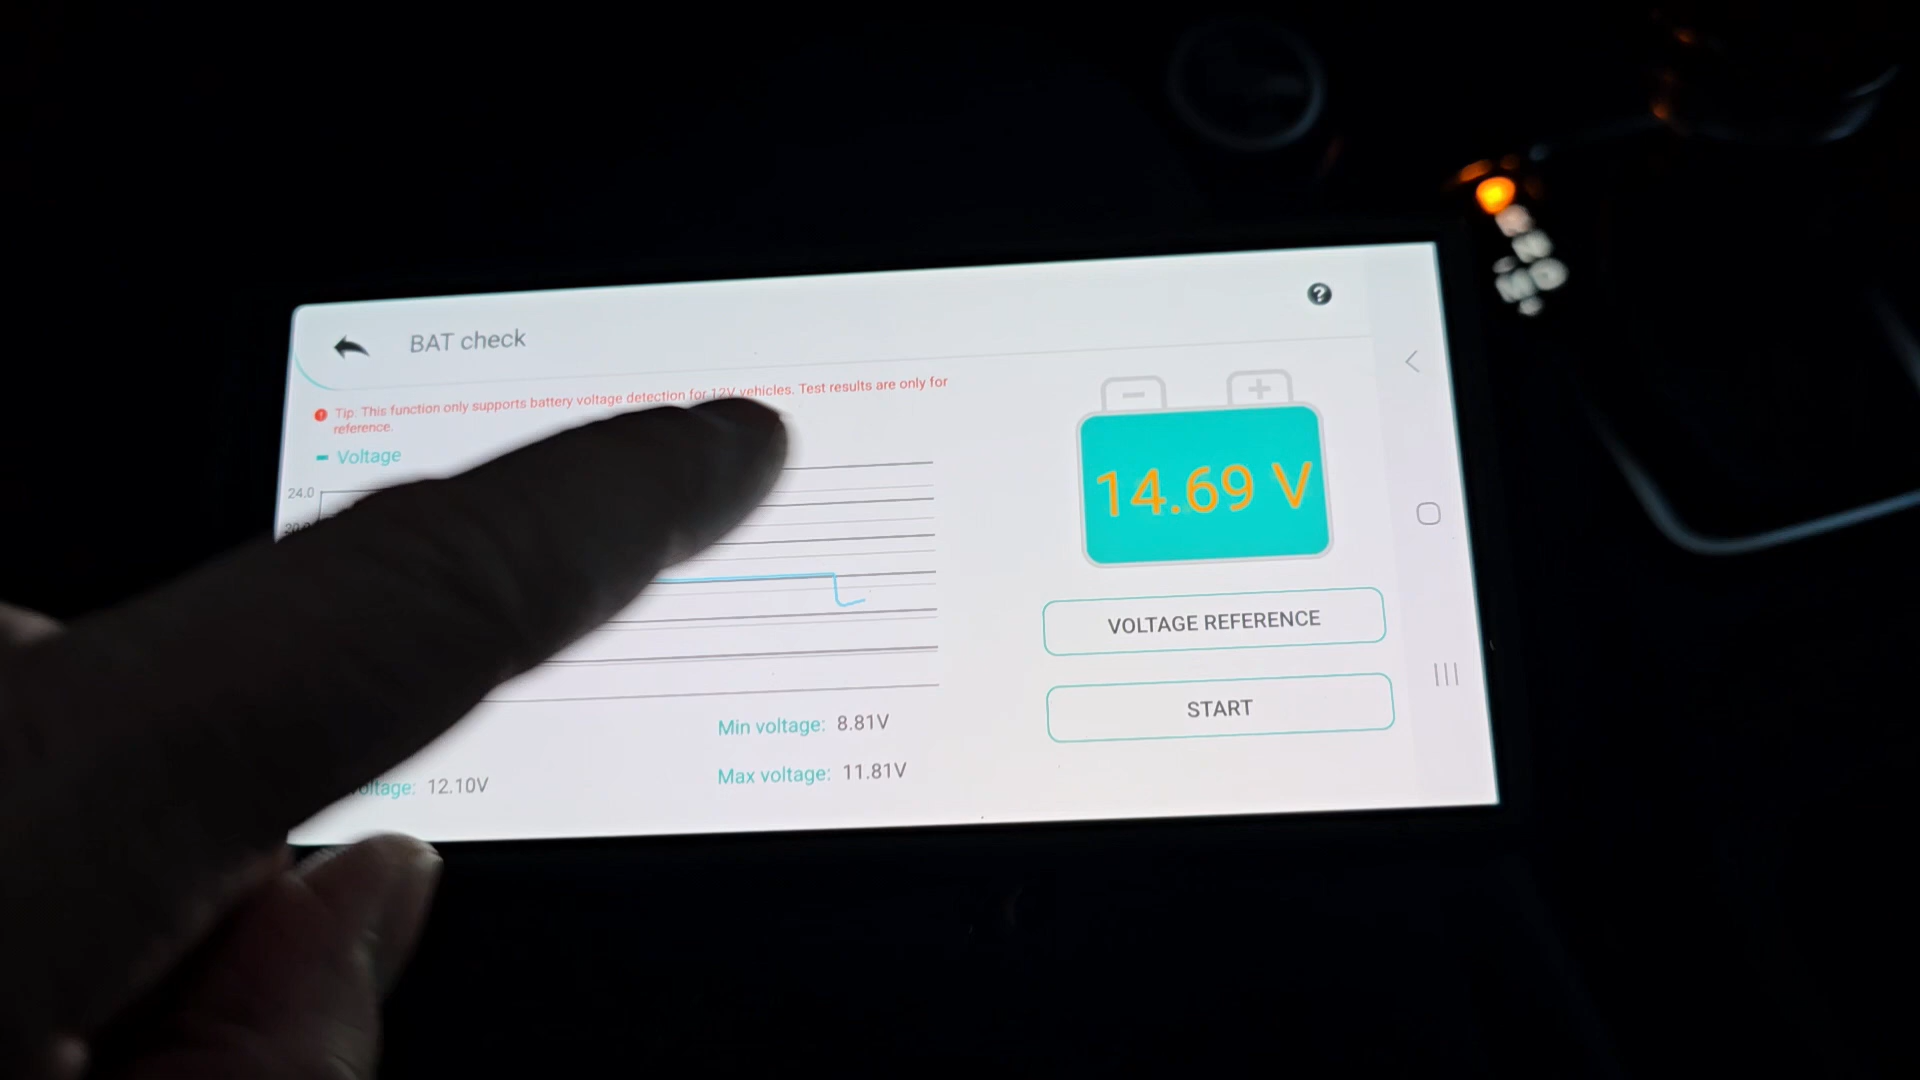 BAT check
Tip: This function only supports battery voltage detection for 12V vehicles. Test results are only for
reference.
Voltage
24.0
14.69 V
VOLTAGE REFERENCE
START
Min voltage: 8.81V
Max voltage: 11.81V
12.10V